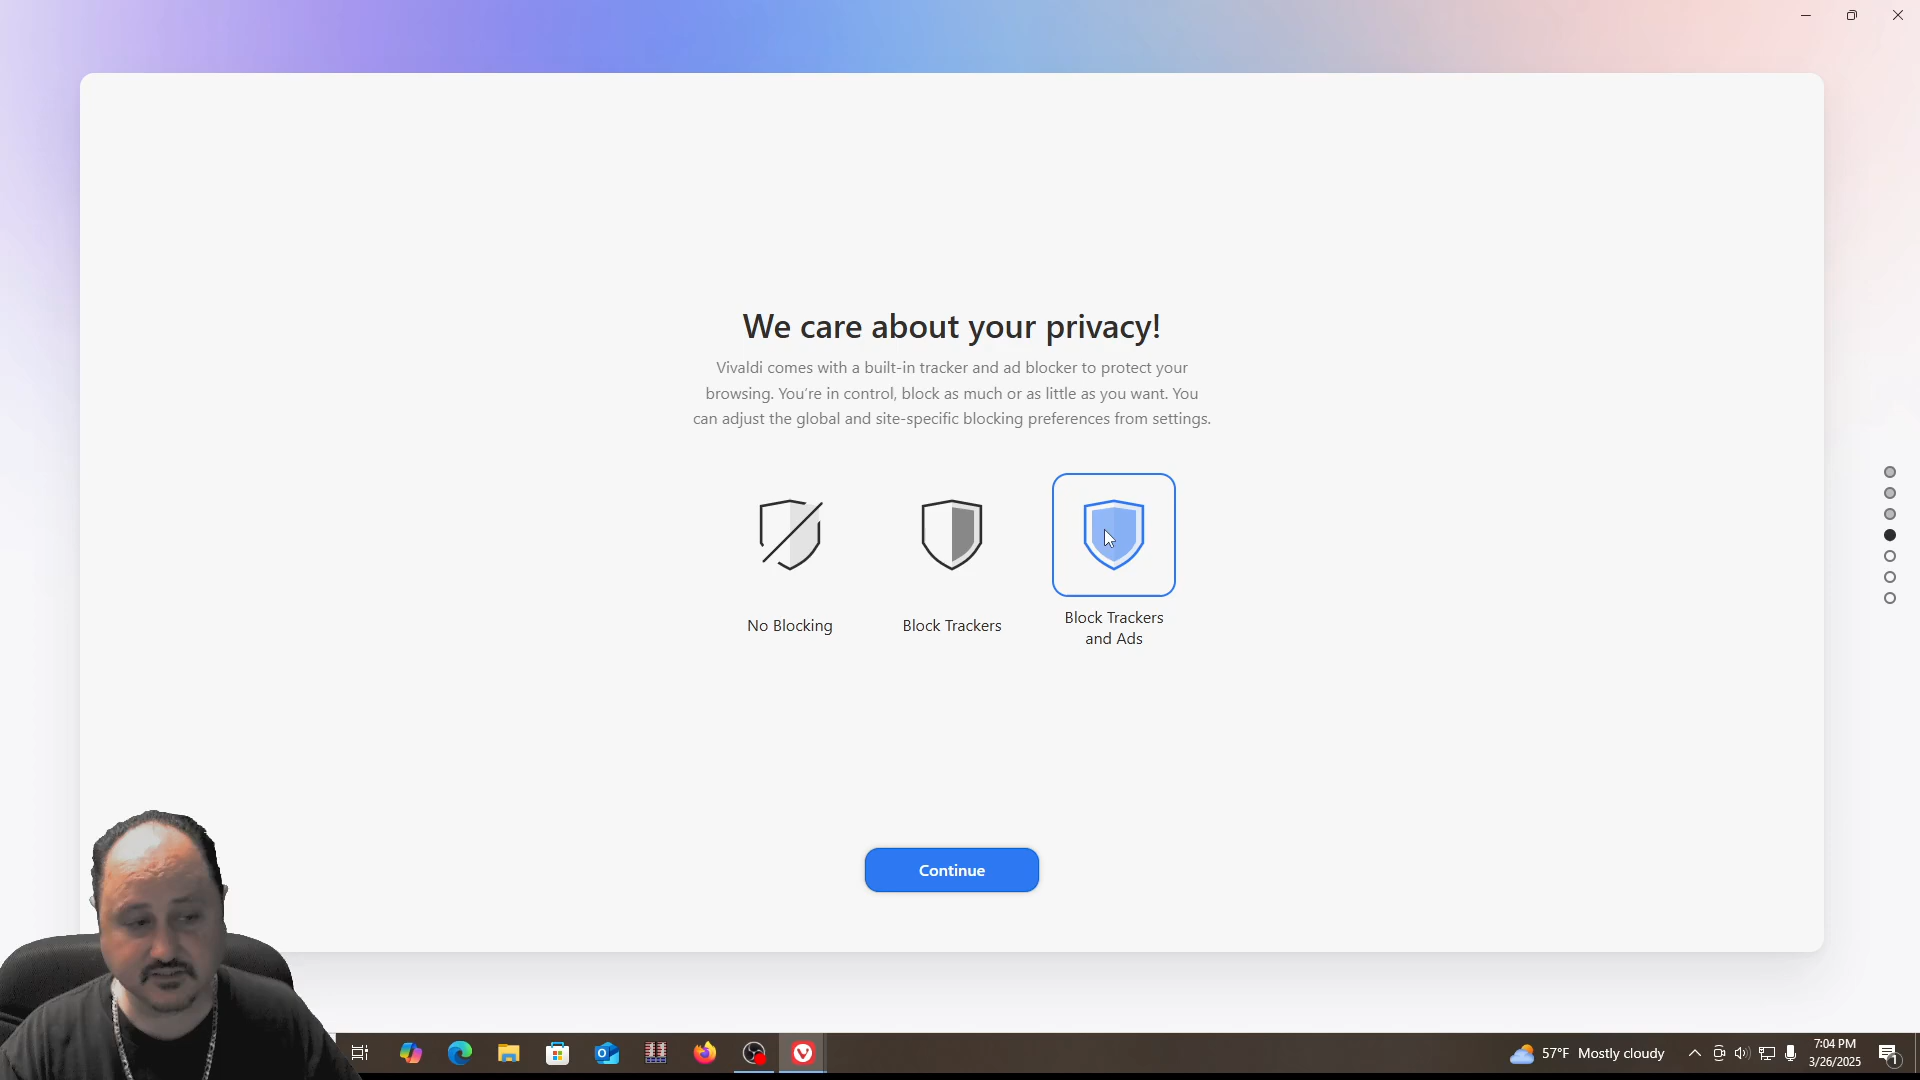 We care about your privacy!
Vivaldi comes with a built-in tracker and ad blocker to protect your
browsing. You're in control, block as much or as little as you want. You
can adjust the global and site-specific blocking preferences from settings.
No Blocking
Block Trackers
Block Trackers
and Ads
Continue
57°F Mostly cloudy
7:04 PM
3/26/2025
1